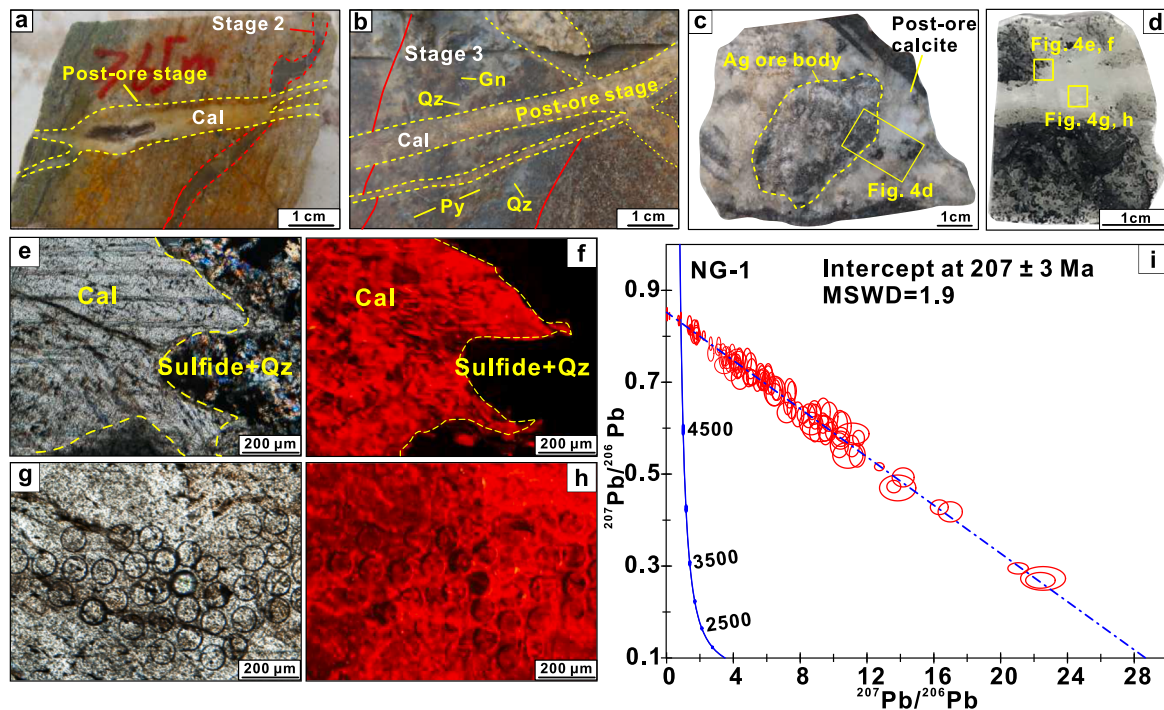 a
765m
Stage 2
Post-ore stage
Cal
1 cm
b
Stage 3
Gn
Qz
Post-ore stage
Cal
Py
Qz
1 cm
c
Post-ore
calcite
Ag ore body
Fig. 4d
1cm
d
Fig. 4e, f
Fig. 4g, h
1cm
e
Cal
Sulfide+Qz
200 µm
f
Cal
Sulfide+Qz
200 µm
g
200 µm
h
200 µm
i
NG-1
Intercept at 207 ± 3 Ma
MSWD=1.9
207Pb/206Pb
0.9
0.7
0.5
0.3
0.1
4500
3500
2500
0
4
8
12
16
20
24
28
207Pb/206Pb